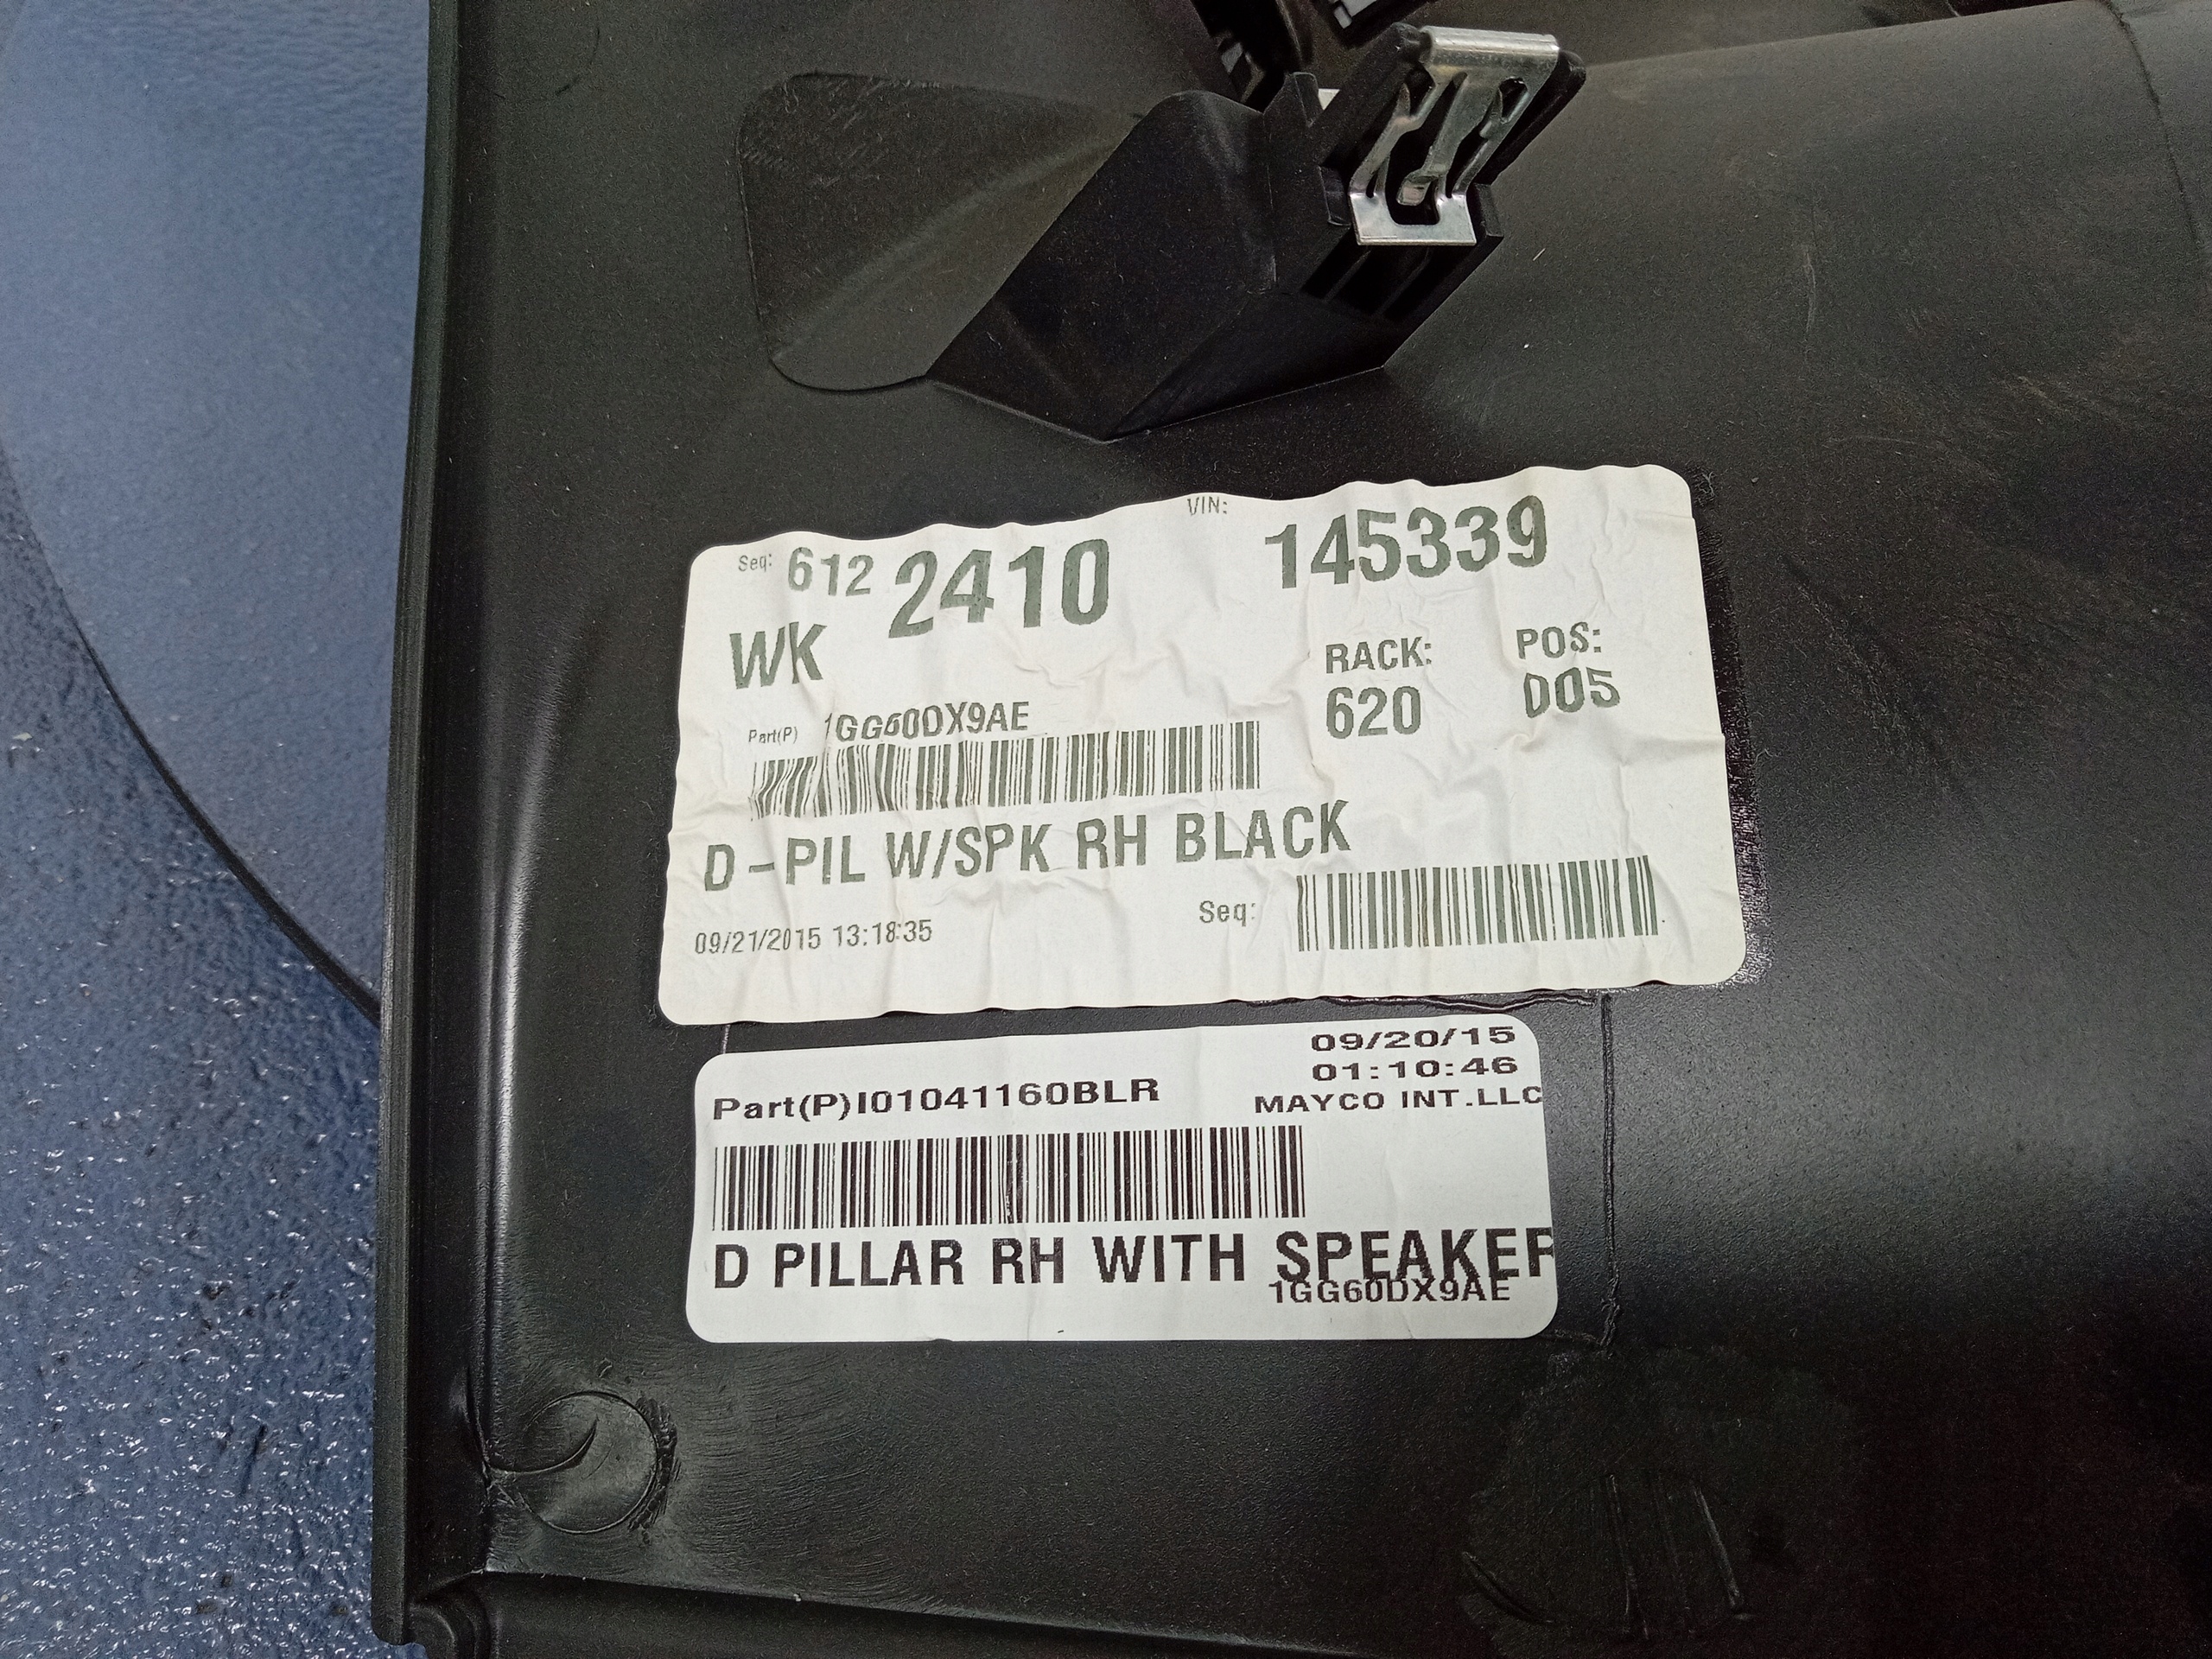 Seq: 612 2410 VIN: 145339
WK RACK: POS:
620 D05
Part(P) 1GG60DX9AE
D-PIL W/SPK RH BLACK
Seq:
09/21/2015 13:18:35
09/20/15
01:10:46
Part(P)I01041160BLR MAYCO INT.LLC
D PILLAR RH WITH SPEAKER
1GG60DX9AE